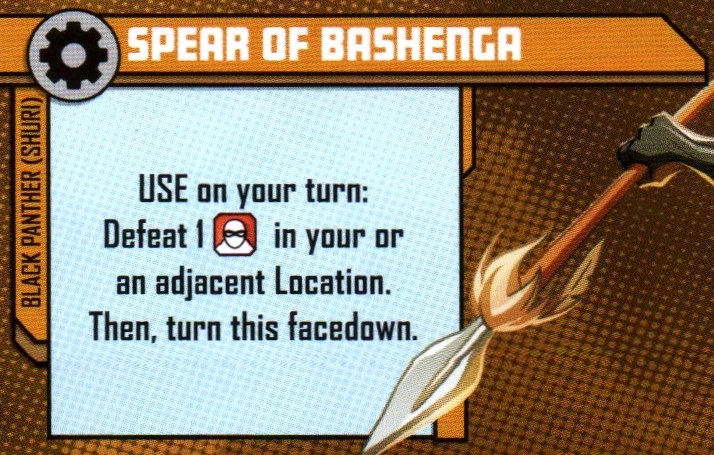 SPEAR OF BASHENGA
BLACK PANTHER (SHURI)
USE on your turn:
Defeat 1 in your or
an adjacent Location.
Then, turn this facedown.